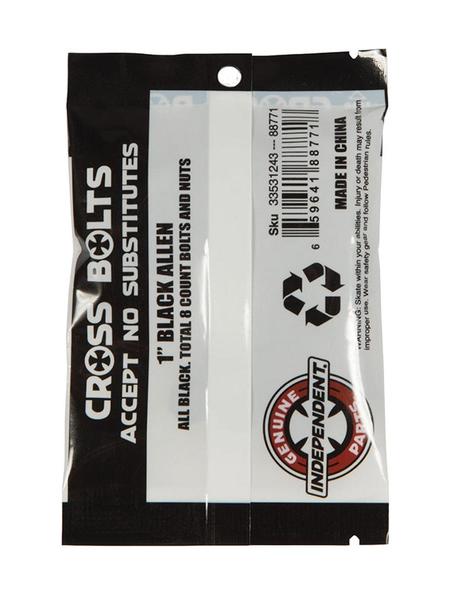 CROSS BOLTS
ACCEPT NO SUBSTITUTES
1" BLACK ALLEN
ALL BLACK. TOTAL 8 COUNT BOLTS AND NUTS
Sku 33531243 --- 88771
6 59641 88771
MADE IN CHINA
WARNING: Skate within your abilities. Injury or death may result from
improper use. Wear safety gear and follow Pedestrian rules.
GENUINE
INDEPENDENT.
PARTS